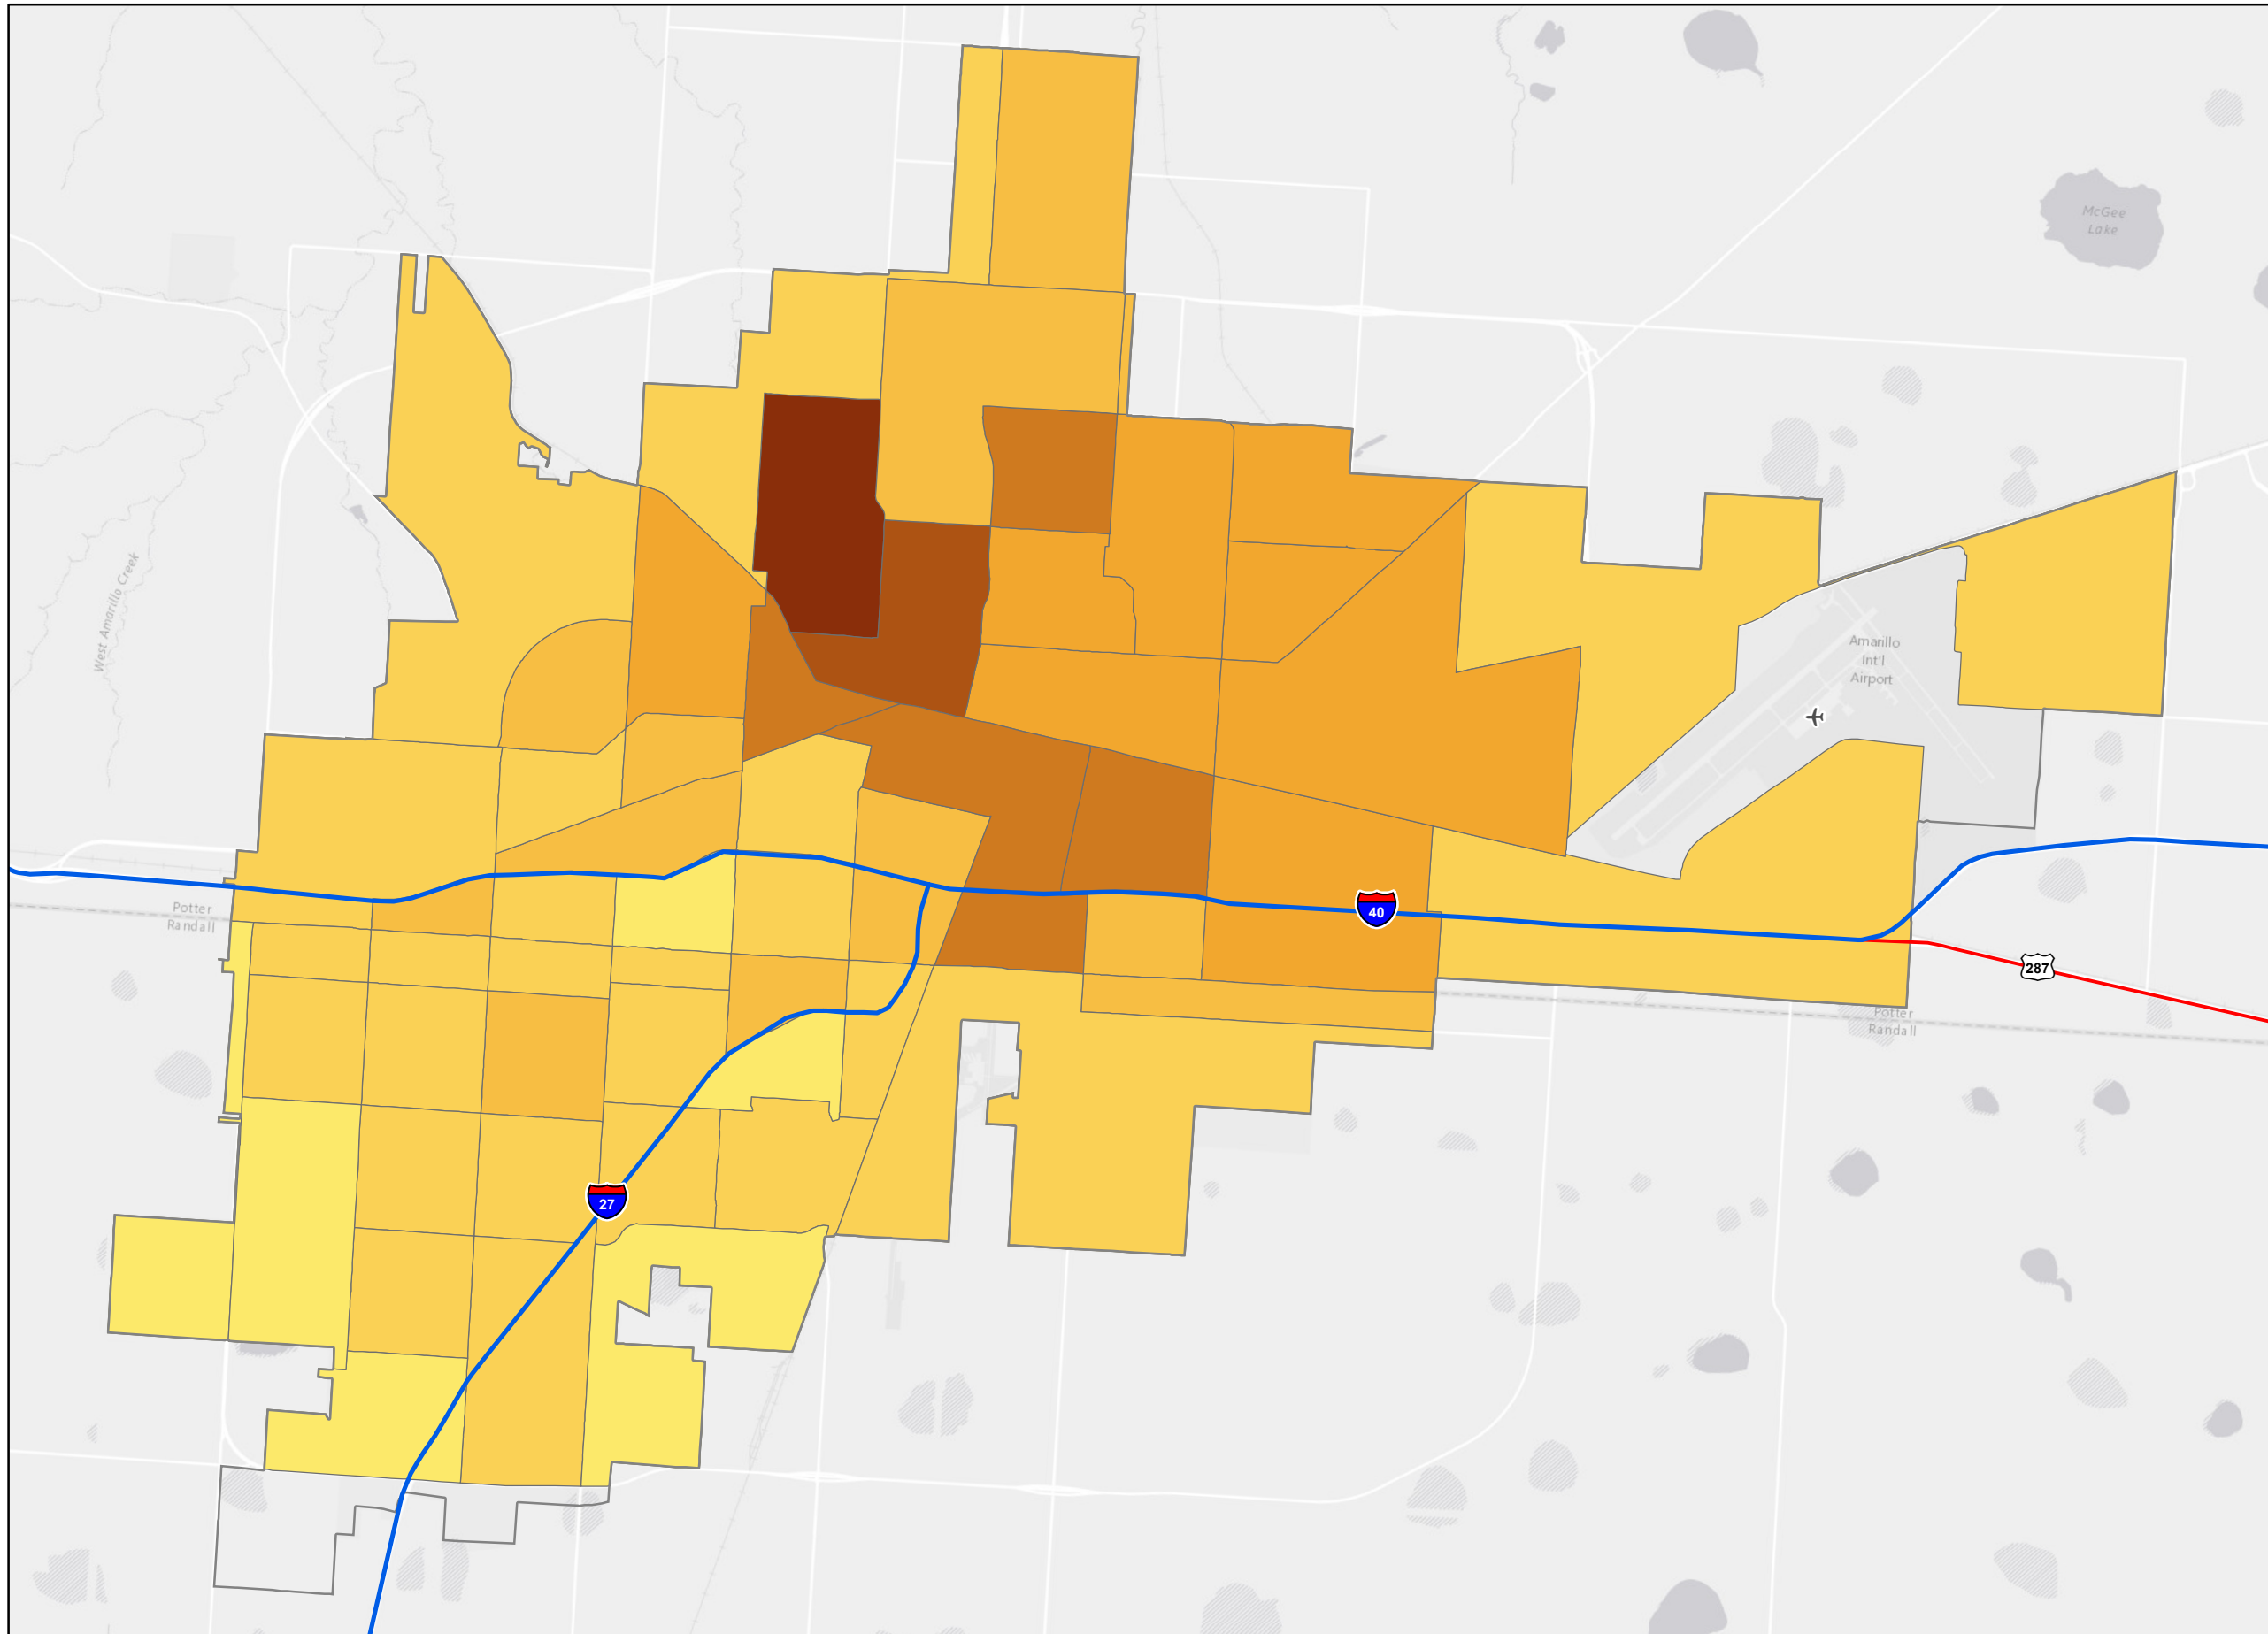 McGee
Lake
West Amarillo Creek
Amarillo
Int'l
Airport
Potter
Randall
40
287
Potter
Randall
27